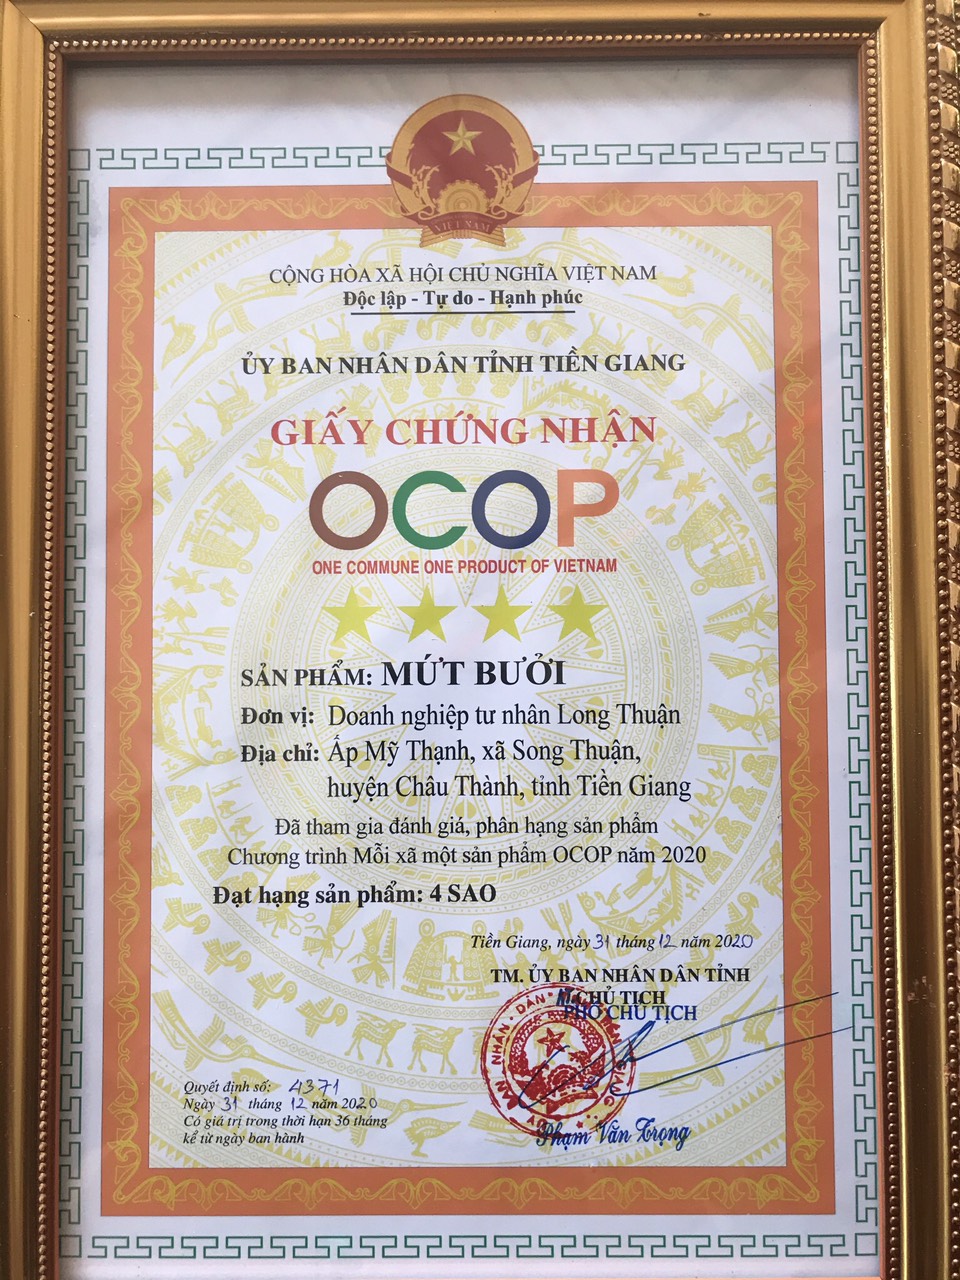 VIỆT NAM
CỘNG HÒA XÃ HỘI CHỦ NGHĨA VIỆT NAM
Độc lập - Tự do - Hạnh phúc
ỦY BAN NHÂN DÂN TỈNH TIỀN GIANG
GIẤY CHỨNG NHẬN
OCOP
ONE COMMUNE ONE PRODUCT OF VIETNAM
SẢN PHẨM: MỨT BƯỞI
Đơn vị: Doanh nghiệp tư nhân Long Thuận
Địa chỉ: Ấp Mỹ Thạnh, xã Song Thuận,
huyện Châu Thành, tỉnh Tiền Giang
Đã tham gia đánh giá, phân hạng sản phẩm
Chương trình Mỗi xã một sản phẩm OCOP năm 2020
Đạt hạng sản phẩm: 4 SAO
Tiền Giang, ngày 31 tháng 12 năm 2020
TM. ỦY BAN NHÂN DÂN TỈNH
CHỦ TỊCH
PHÓ CHỦ TỊCH
Quyết định số: 4371
Ngày 31 tháng 12 năm 2020
Có giá trị trong thời hạn 36 tháng
kể từ ngày ban hành
Phạm Văn Trọng